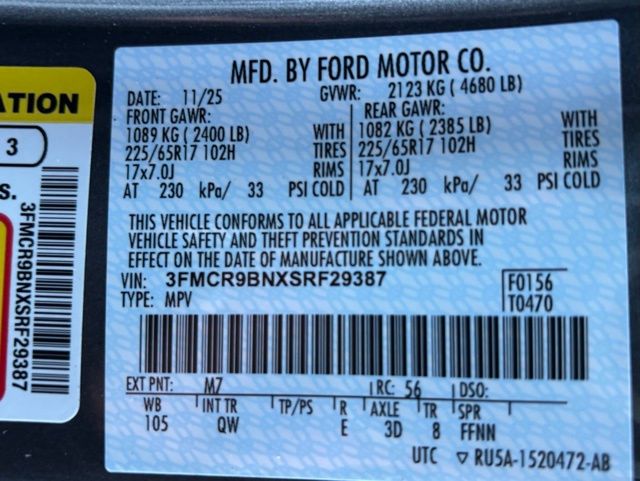 ATION
3
S.
3FMCR9BNXSRF29387
MFD. BY FORD MOTOR CO.
DATE: 11/25 GVWR: 2123 KG ( 4680 LB)
FRONT GAWR: REAR GAWR:
1089 KG ( 2400 LB) WITH 1082 KG ( 2385 LB) WITH
225/65R17 102H TIRES 225/65R17 102H TIRES
17x7.0J RIMS 17x7.0J RIMS
AT 230 kPa/ 33 PSI COLD AT 230 kPa/ 33 PSI COLD
THIS VEHICLE CONFORMS TO ALL APPLICABLE FEDERAL MOTOR
VEHICLE SAFETY AND THEFT PREVENTION STANDARDS IN
EFFECT ON THE DATE OF MANUFACTURE SHOWN ABOVE.
VIN: 3FMCR9BNXSRF29387 F0156
TYPE: MPV T0470
EXT PNT: M7 RC: 56 DSO:
WB INT TR TP/PS R AXLE TR SPR
105 QW E 3D 8 FFNN
UTC ▽ RU5A-1520472-AB